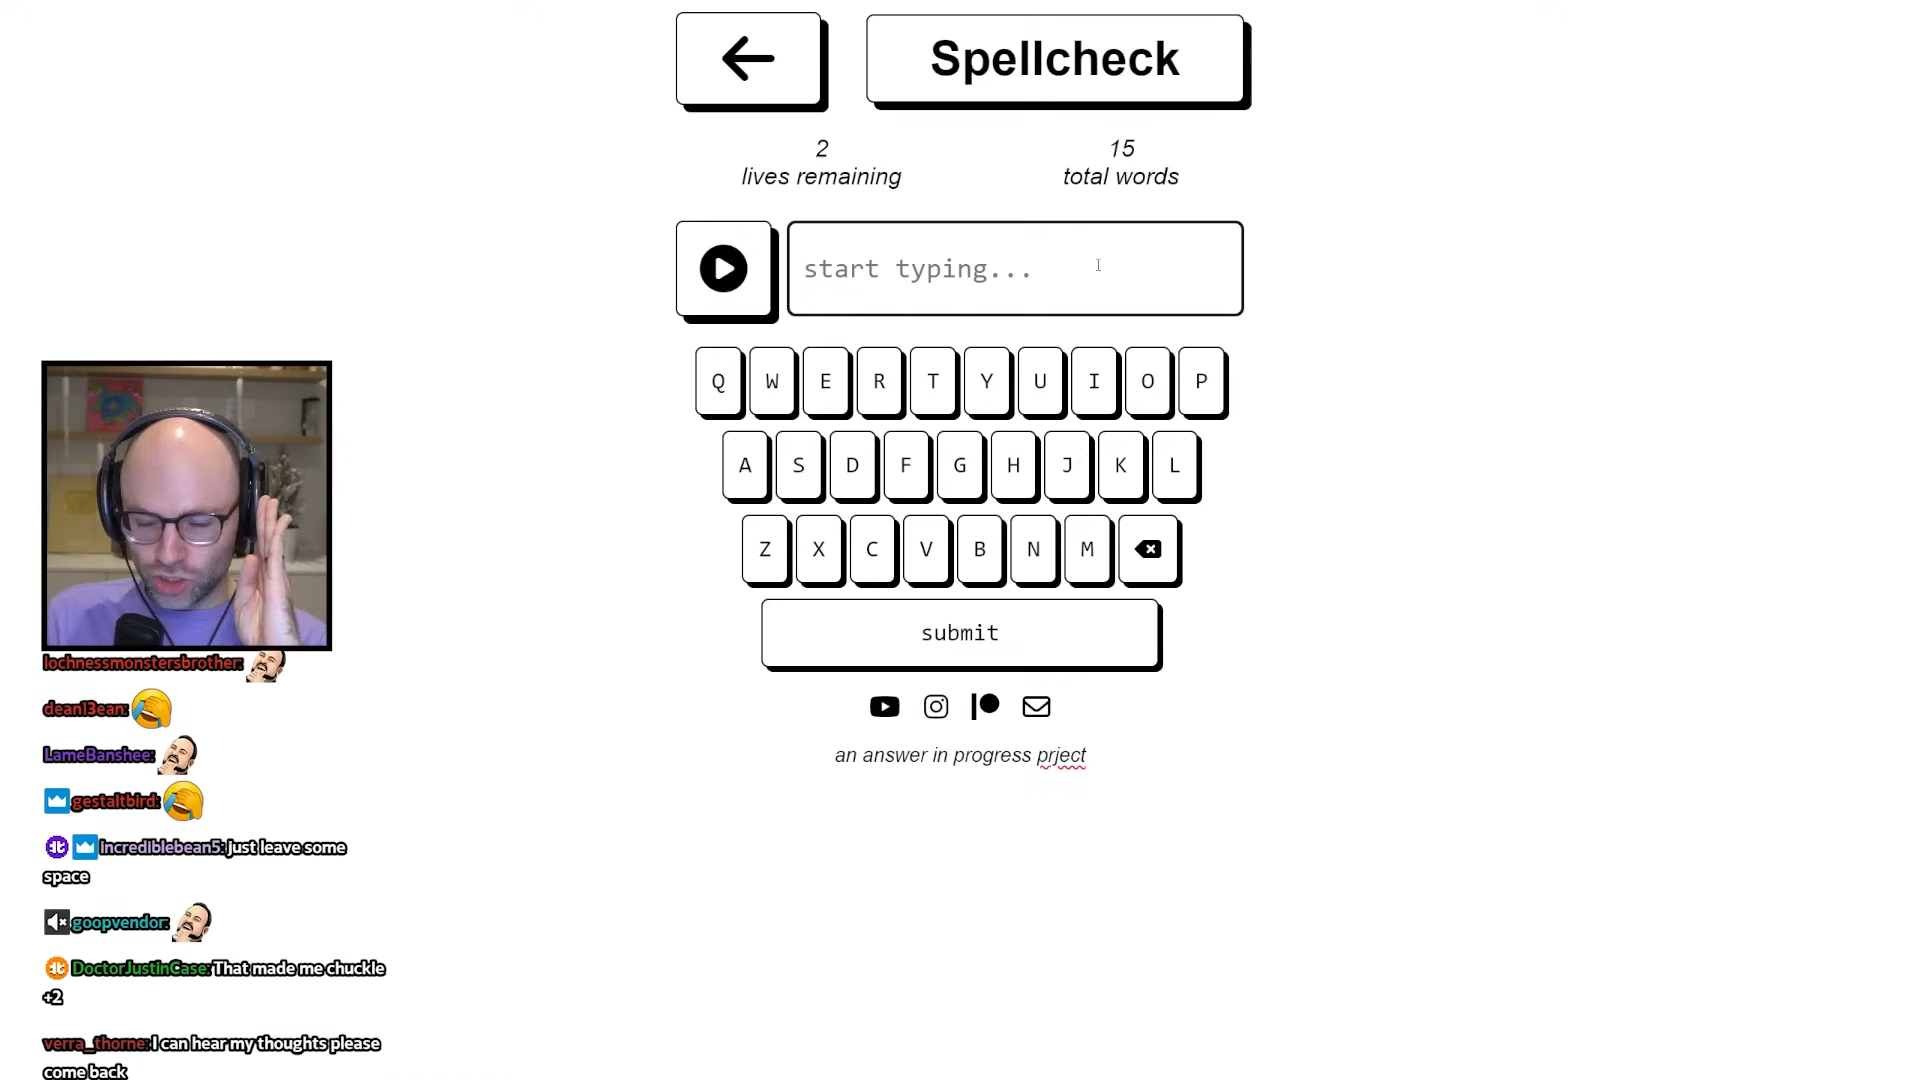 Spellcheck
2
lives remaining
15
total words
start typing...
Q W E R T Y U I O P
A S D F G H J K L
Z X C V B N M
submit
an answer in progress prject
lochnessmonstersbrother:
dean13ean:
LameBanshee:
gestaltbird:
incrediblebean5: just leave some
space
goopvendor:
DoctorJustinCase: That made me chuckle
+2
verra_thorne: I can hear my thoughts please
come back